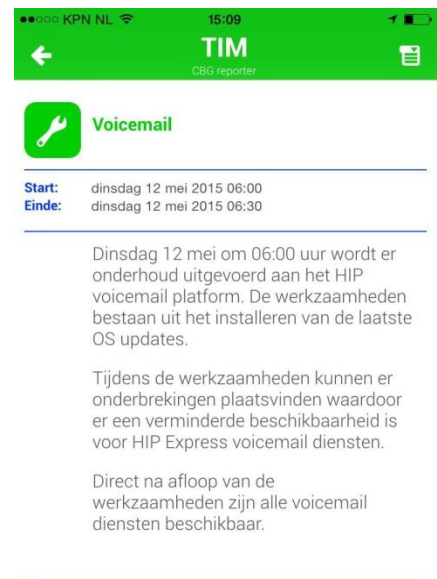 KPN NL 15:09
TIM
CBG reporter
Voicemail
Start: dinsdag 12 mei 2015 06:00
Einde: dinsdag 12 mei 2015 06:30
Dinsdag 12 mei om 06:00 uur wordt er
onderhoud uitgevoerd aan het HIP
voicemail platform. De werkzaamheden
bestaan uit het installeren van de laatste
OS updates.
Tijdens de werkzaamheden kunnen er
onderbrekingen plaatsvinden waardoor
er een verminderde beschikbaarheid is
voor HIP Express voicemail diensten.
Direct na afloop van de
werkzaamheden zijn alle voicemail
diensten beschikbaar.